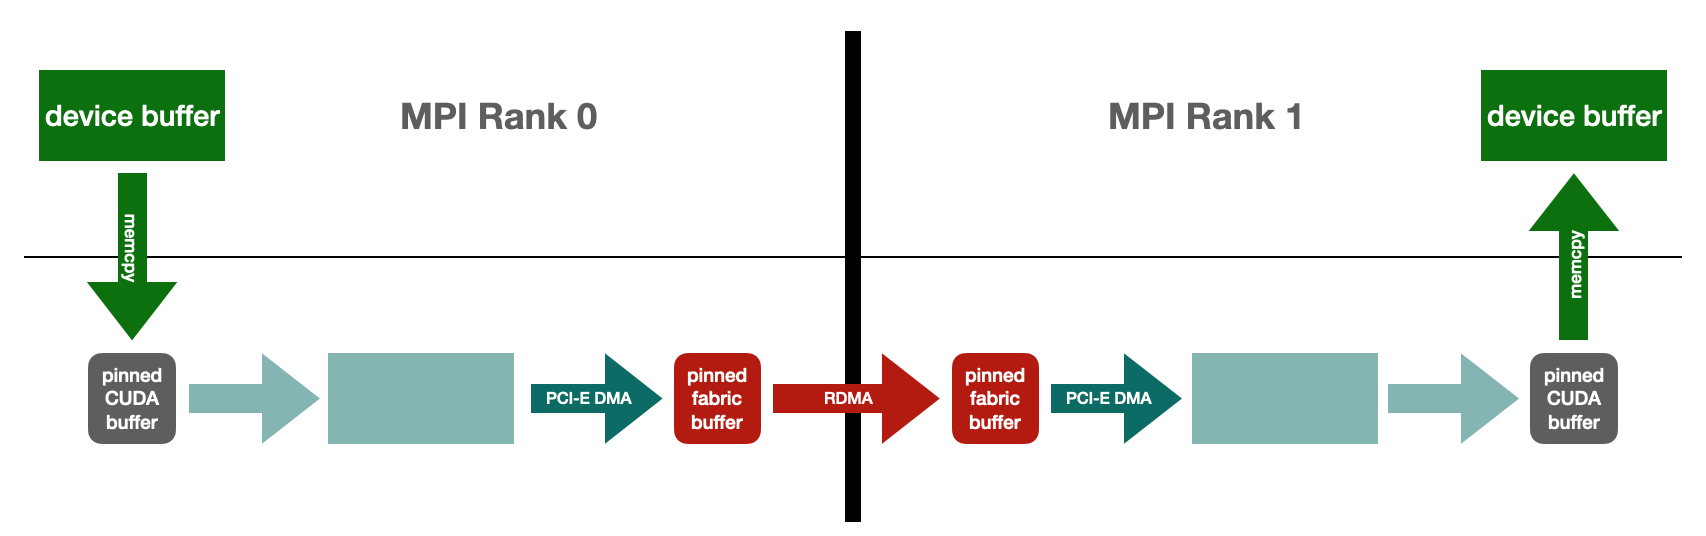 device buffer
MPI Rank 0
MPI Rank 1
device buffer
memcpy
memcpy
pinned
CUDA
buffer
PCI-E DMA
pinned
fabric
buffer
RDMA
pinned
fabric
buffer
PCI-E DMA
pinned
CUDA
buffer